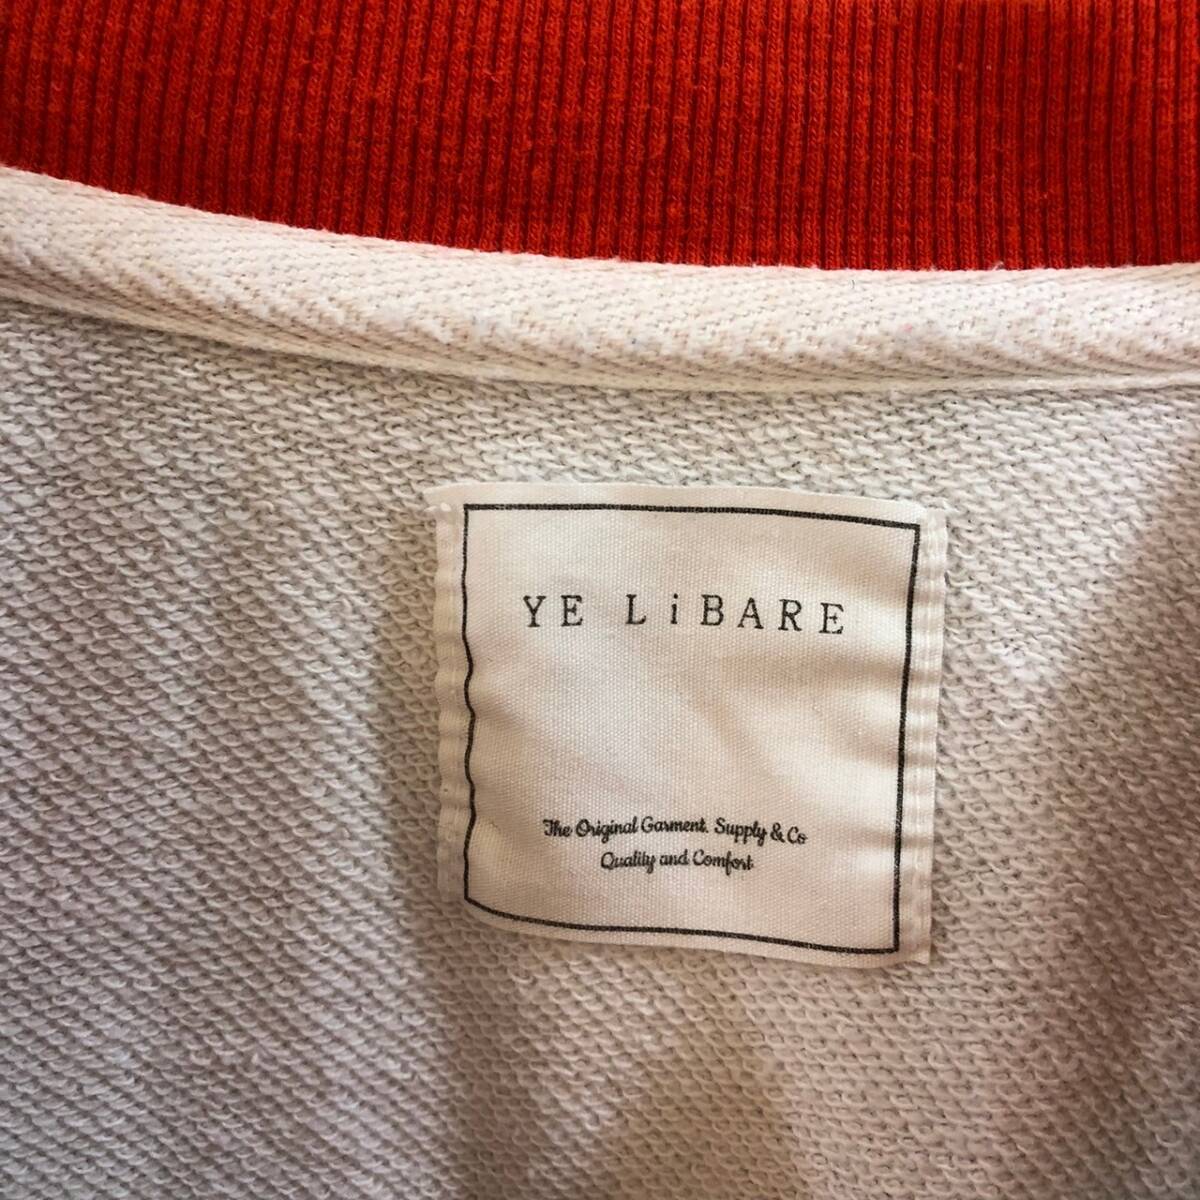 YE LiBARE
The Original Garment. Supply & Co
Quality and Comfort